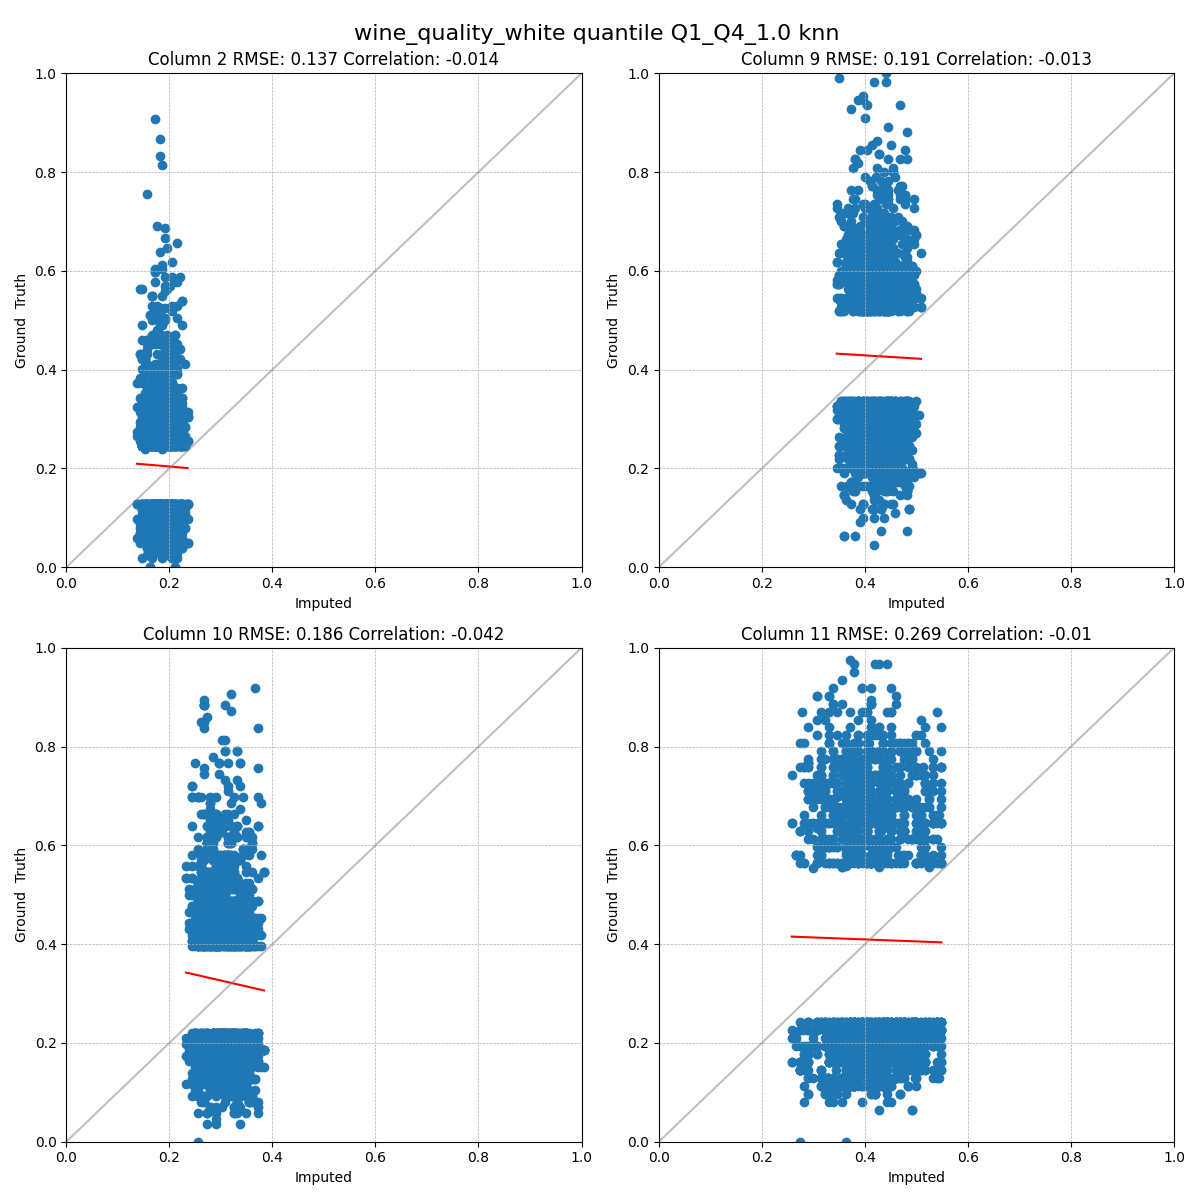 wine_quality_white quantile Q1_Q4_1.0 knn
Column 2 RMSE: 0.137 Correlation: -0.014
1.0
0.8
0.6
0.4
0.2
0.0
Ground Truth
0.0 0.2 0.4 0.6 0.8 1.0
Imputed
Column 9 RMSE: 0.191 Correlation: -0.013
1.0
0.8
0.6
0.4
0.2
0.0
Ground Truth
0.0 0.2 0.4 0.6 0.8 1.0
Imputed
Column 10 RMSE: 0.186 Correlation: -0.042
1.0
0.8
0.6
0.4
0.2
0.0
Ground Truth
0.0 0.2 0.4 0.6 0.8 1.0
Imputed
Column 11 RMSE: 0.269 Correlation: -0.01
1.0
0.8
0.6
0.4
0.2
0.0
Ground Truth
0.0 0.2 0.4 0.6 0.8 1.0
Imputed